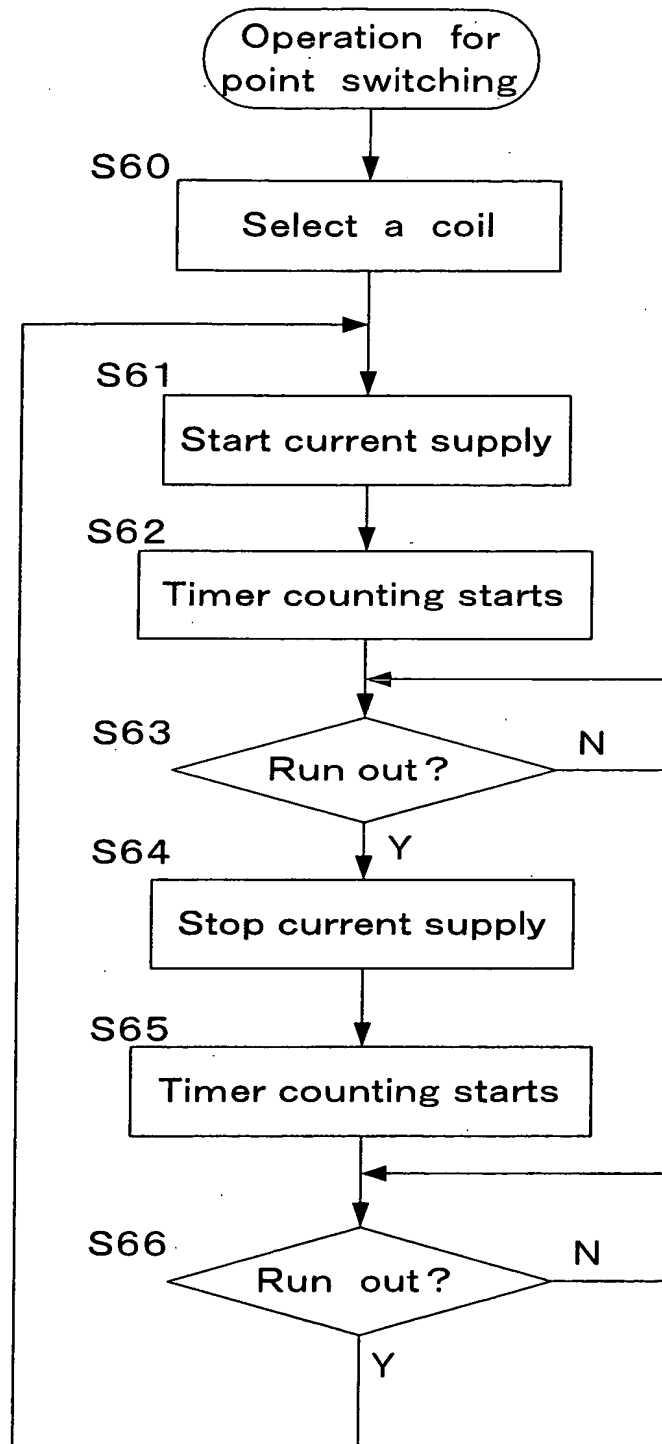 Operation for
point switching
S60
Select a coil
S61
Start current supply
S62
Timer counting starts
S63
Run out?
N
Y
S64
Stop current supply
S65
Timer counting starts
S66
Run out?
N
Y